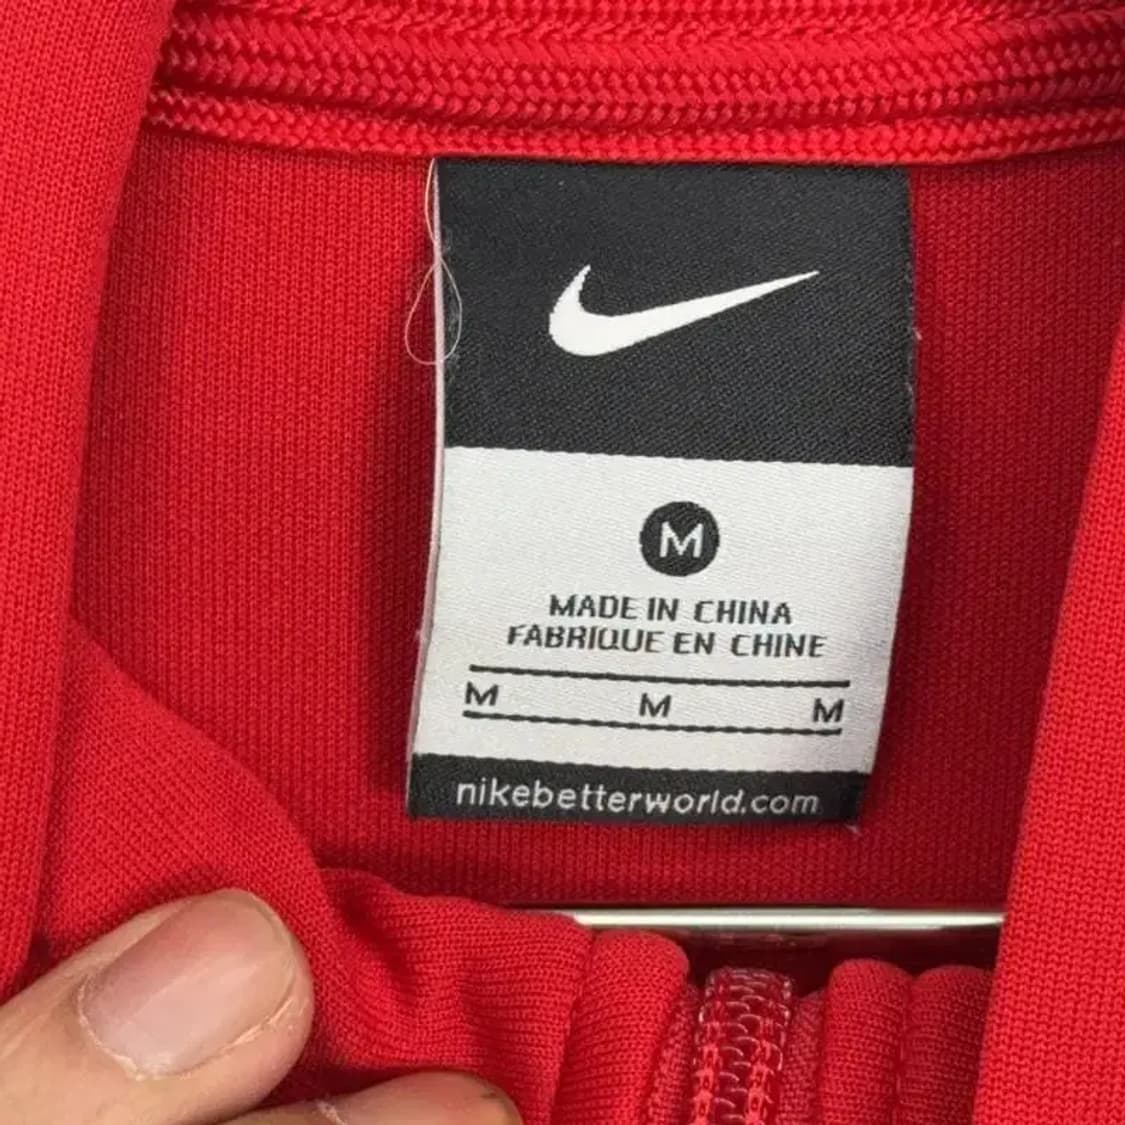 M
MADE IN CHINA
FABRIQUE EN CHINE
M M M
nikebetterworld.com